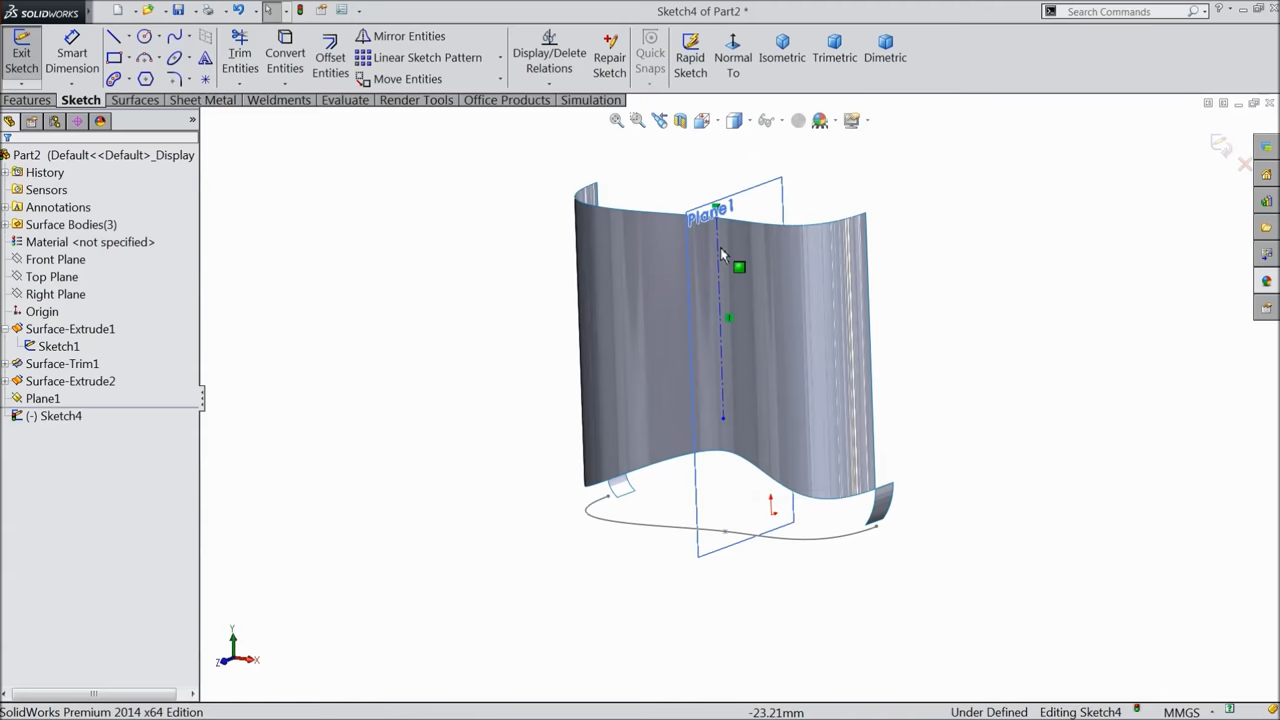 SOLIDWORKS
Sketch4 of Part2 *
Search Commands
Exit Sketch
Smart Dimension
Trim Entities
Convert Entities
Offset Entities
Mirror Entities
Linear Sketch Pattern
Move Entities
Display/Delete Relations
Repair Sketch
Quick Snaps
Rapid Sketch
Normal To
Isometric
Trimetric
Dimetric
Features Sketch Surfaces Sheet Metal Weldments Evaluate Render Tools Office Products Simulation
Part2 (Default<<Default>_Display
History
Sensors
Annotations
Surface Bodies(3)
Material <not specified>
Front Plane
Top Plane
Right Plane
Origin
Surface-Extrude1
Sketch1
Surface-Trim1
Surface-Extrude2
Plane1
(-) Sketch4
Plane1
Y
Z
X
SolidWorks Premium 2014 x64 Edition
-23.21mm
Under Defined
Editing Sketch4
MMGS